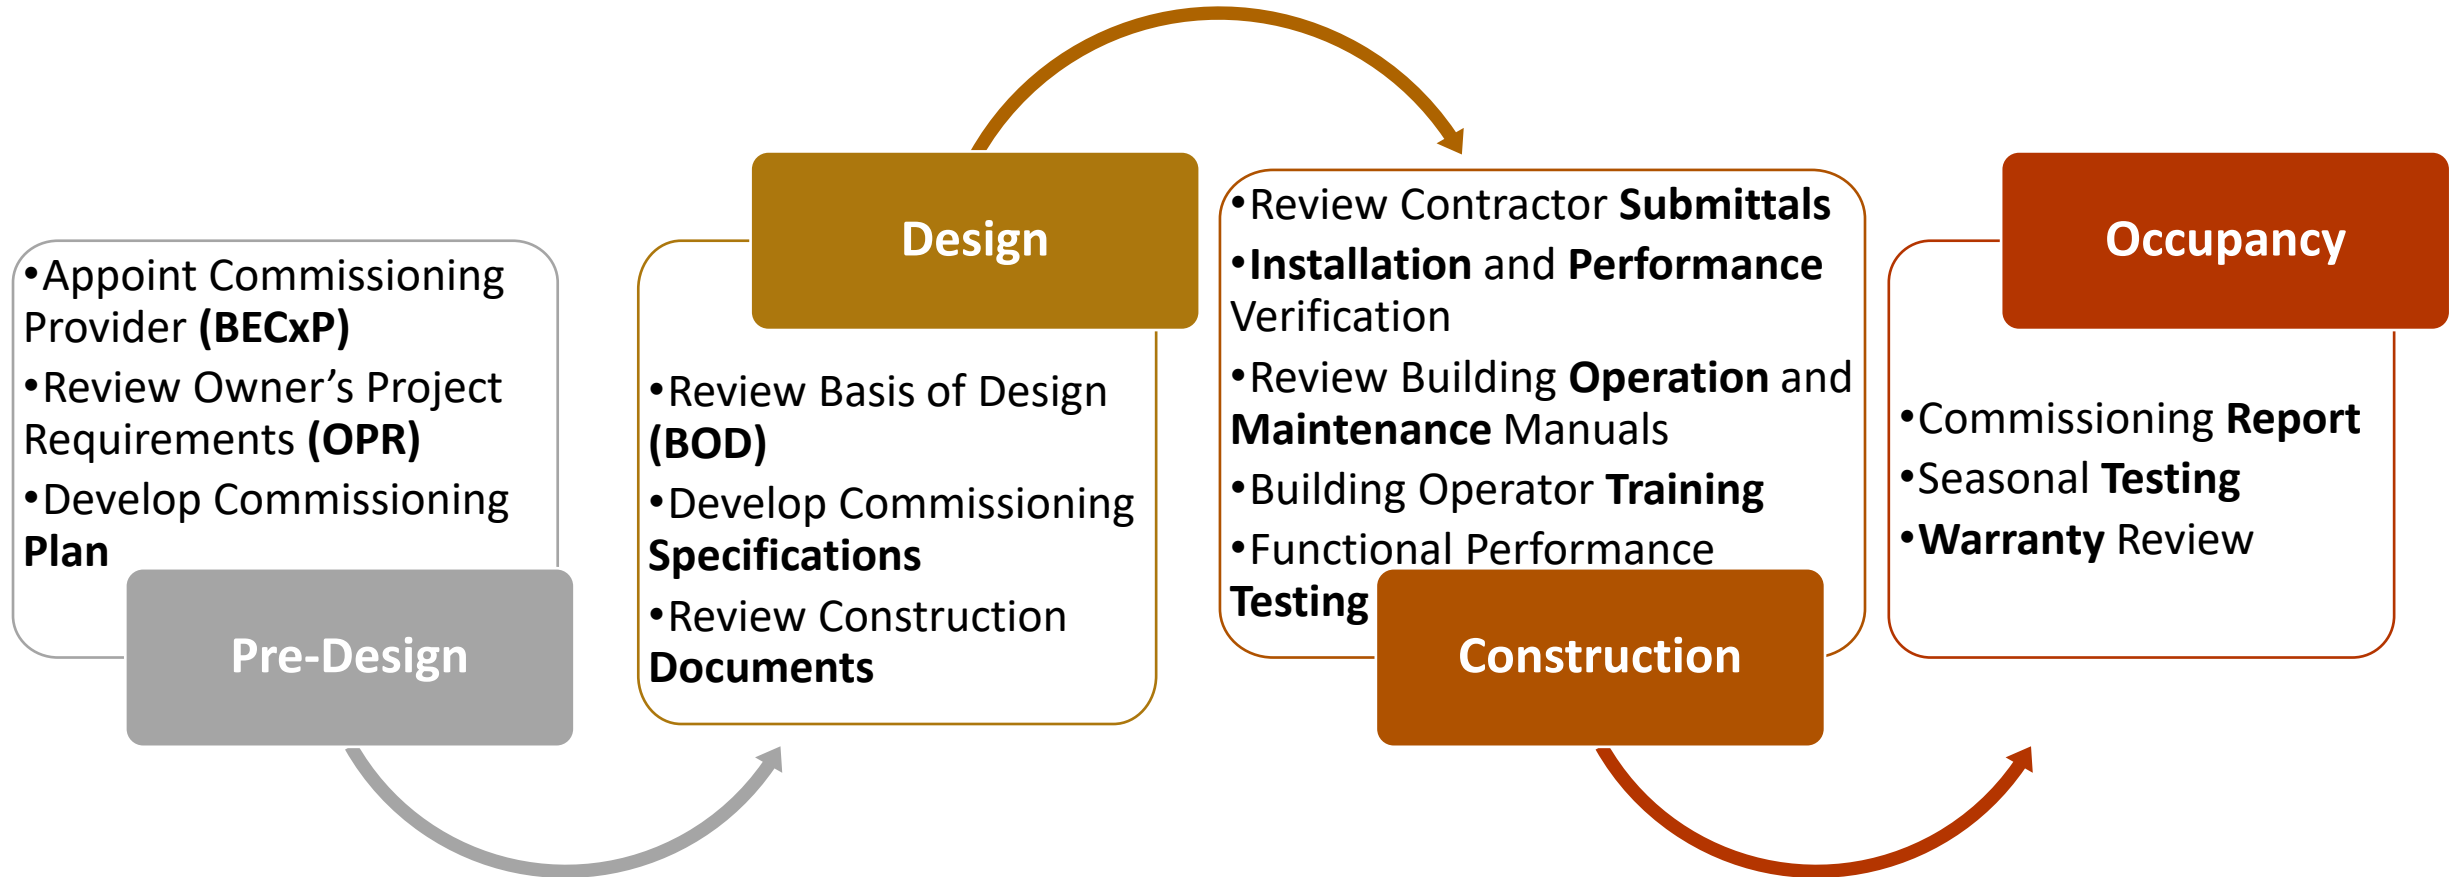 •Appoint Commissioning
Provider (BECxP)
•Review Owner’s Project
Requirements (OPR)
•Develop Commissioning
Plan
Pre-Design
Design
•Review Basis of Design
(BOD)
•Develop Commissioning
Specifications
•Review Construction
Documents
•Review Contractor Submittals
•Installation and Performance
Verification
•Review Building Operation and
Maintenance Manuals
•Building Operator Training
•Functional Performance
Testing
Construction
Occupancy
•Commissioning Report
•Seasonal Testing
•Warranty Review